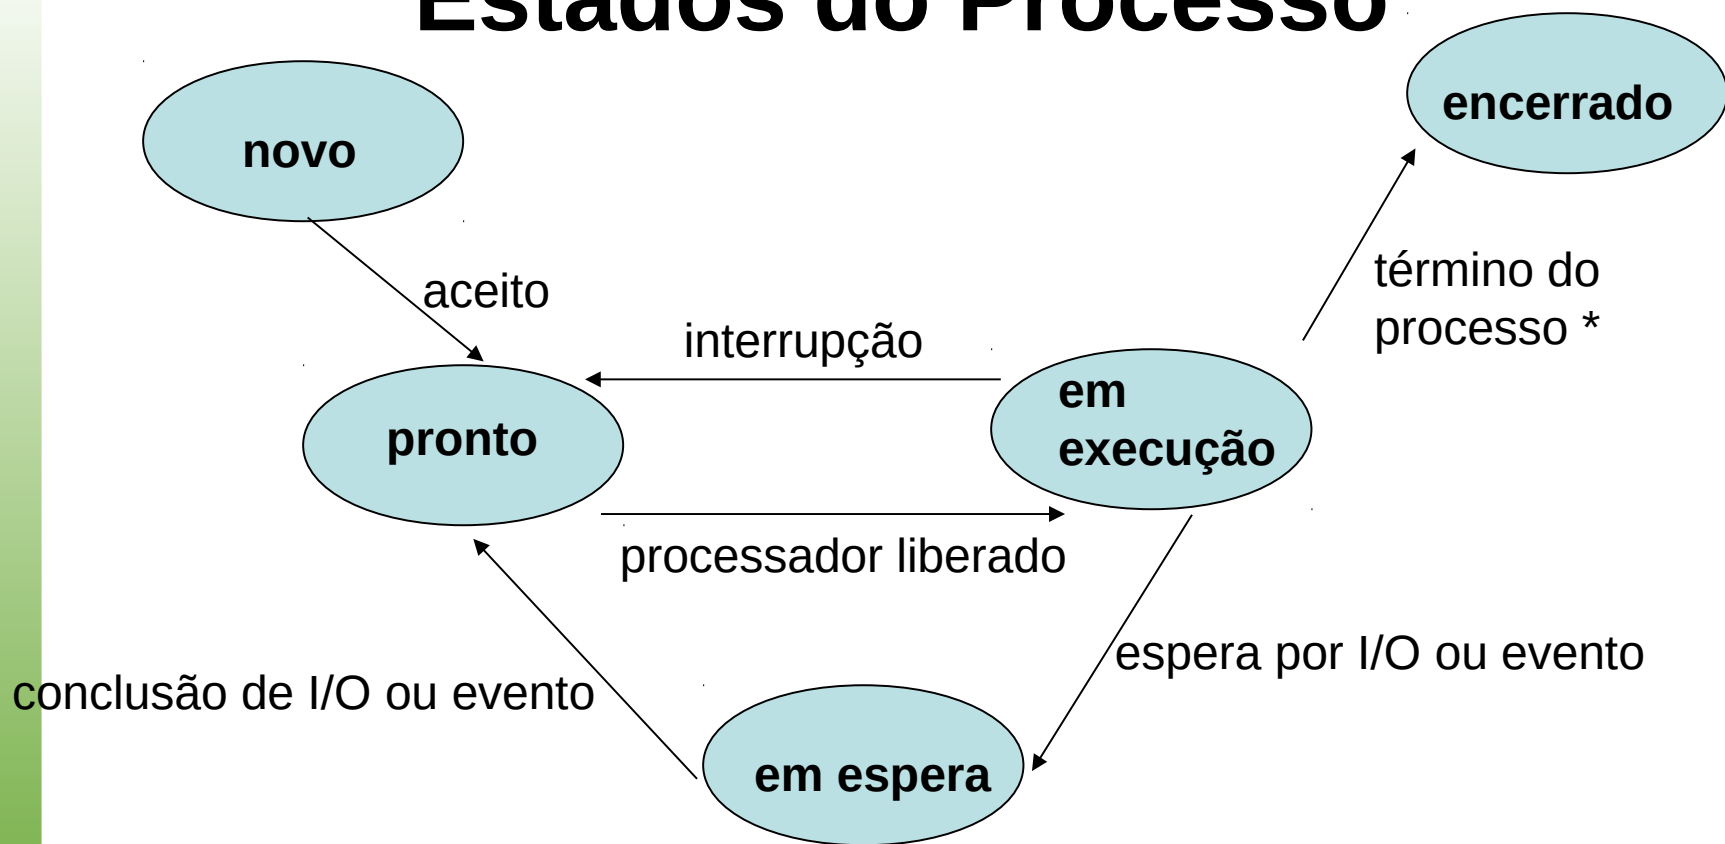 Estados do Processo
encerrado
novo
término do
processo *
aceito
interrupção
em
execução
pronto
processador liberado
espera por I/O ou evento
conclusão de I/O ou evento
em espera